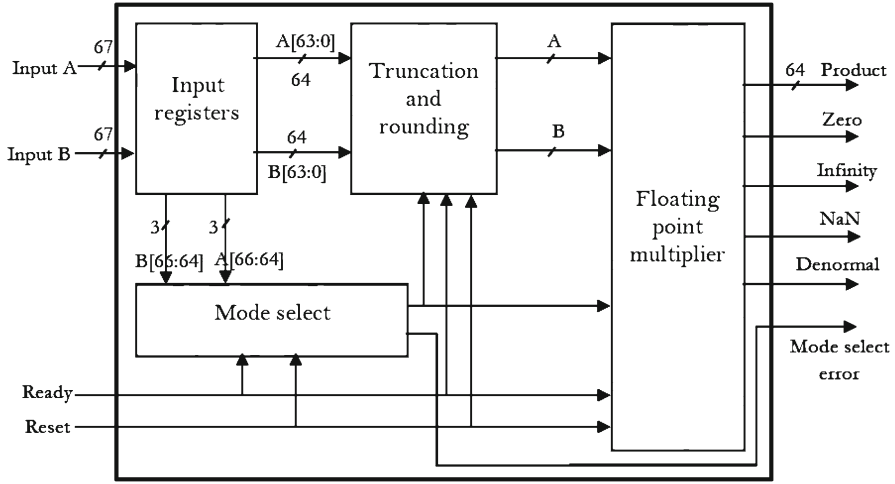 67
Input A
67
Input B
Input
registers
A[63:0]
64
64
B[63:0]
Truncation
and
rounding
A
B
Floating
point
multiplier
64
Product
Zero
Infinity
NaN
Denormal
Mode select
error
3
3
B[66:64]
A[66:64]
Mode select
Ready
Reset